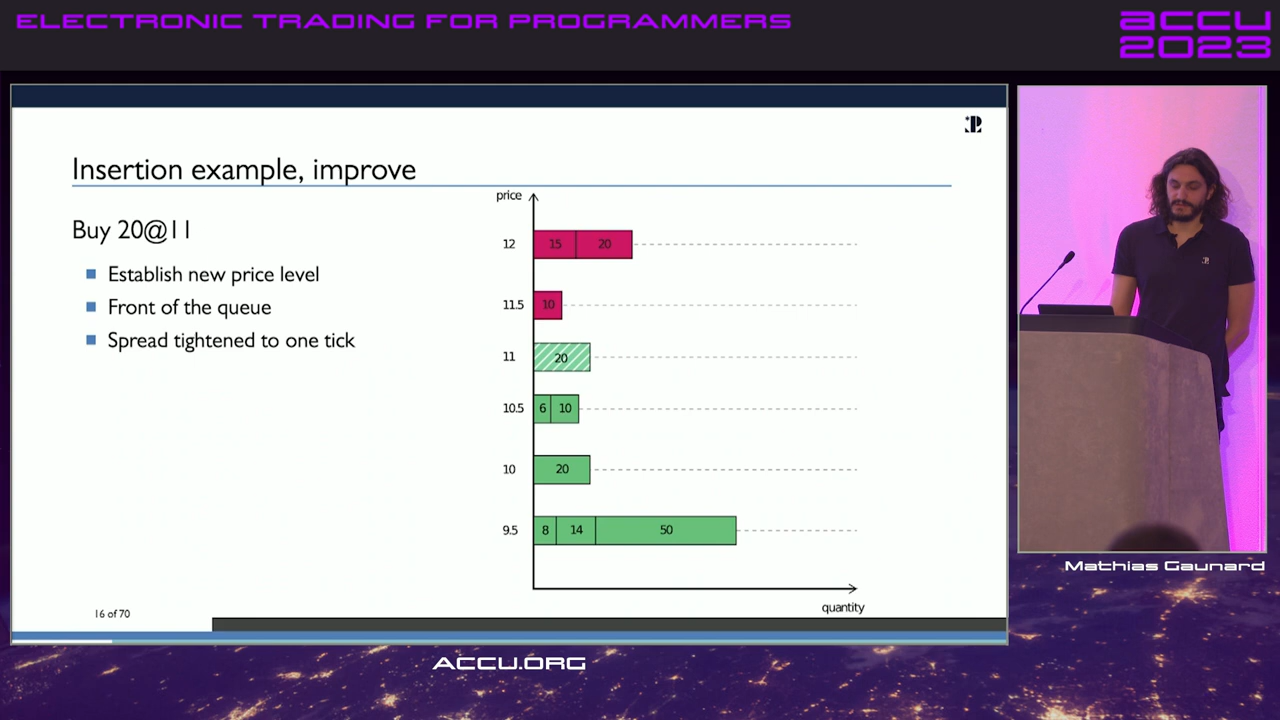 ELECTRONIC TRADING FOR PROGRAMMERS
accu
2023
Insertion example, improve
Buy 20@11
Establish new price level
Front of the queue
Spread tightened to one tick
price
12 15 20
11.5 10
11 20
10.5 6 10
10 20
9.5 8 14 50
quantity
16 of 70
Mathias Gaunard
ACCU.ORG